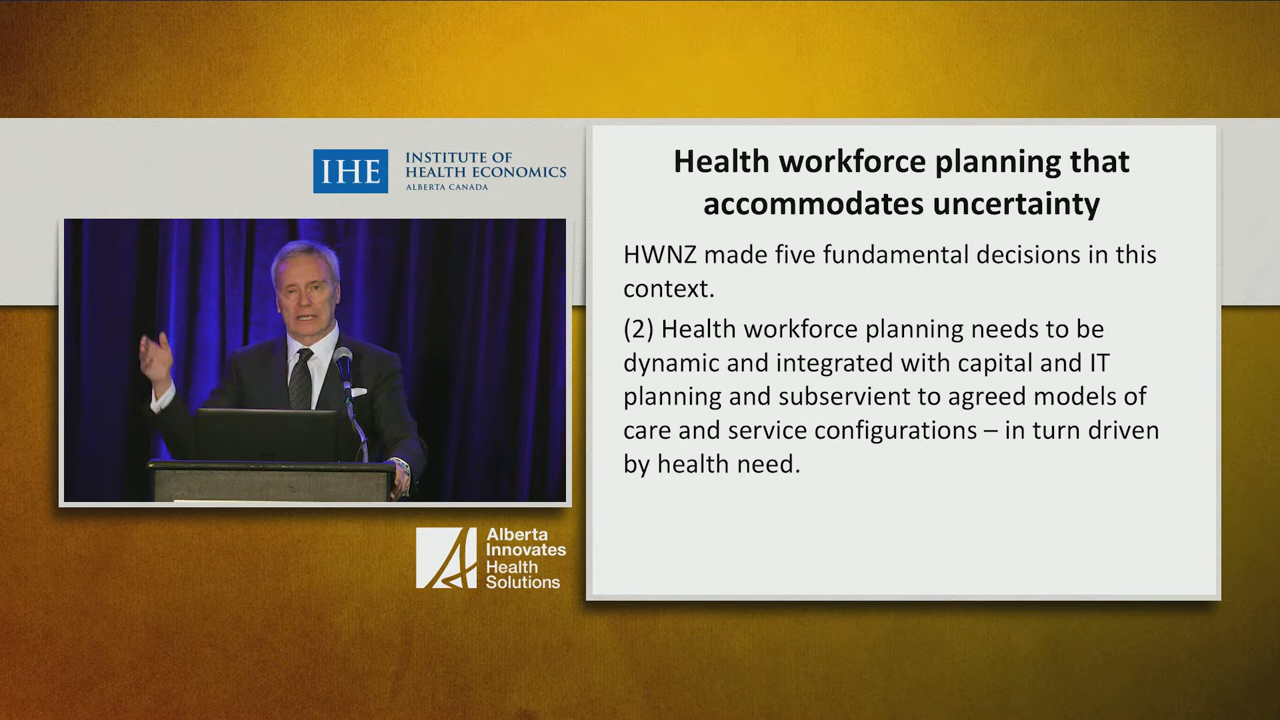 IHE
INSTITUTE OF
HEALTH ECONOMICS
ALBERTA CANADA
Health workforce planning that
accommodates uncertainty
HWNZ made five fundamental decisions in this
context.
(2) Health workforce planning needs to be
dynamic and integrated with capital and IT
planning and subservient to agreed models of
care and service configurations – in turn driven
by health need.
Alberta
Innovates
Health
Solutions